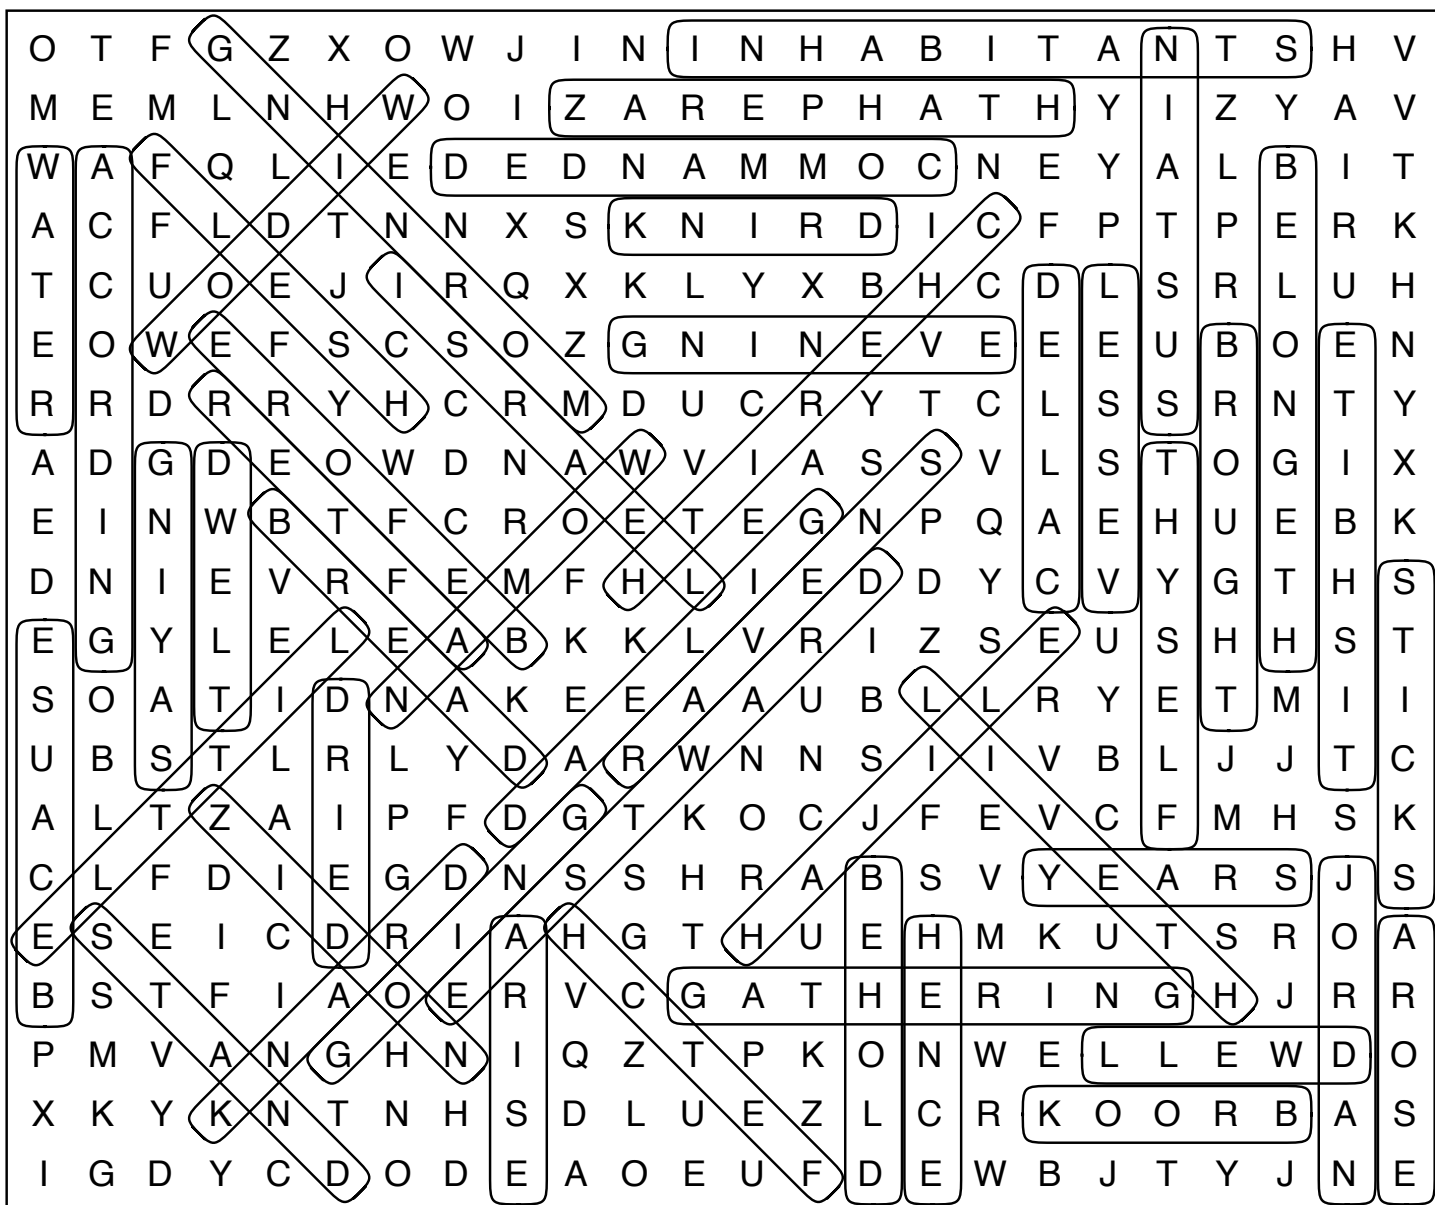 O T F G Z X O W J I N I N H A B I T A N T S H V
M E M L N H W O I Z A R E P H A T H Y I Z Y A V
W A F Q L I E D E D N A M M O C N E Y A L B I T
A C F L D T N N X S K N I R D I C F P T P E R K
T C U O E J I R Q X K L Y X B H C D L S R L U H
E O W E F S C S O Z G N I N E V E E E U B O E N
R R D R R Y H C R M D U C R Y T C L S S R N T Y
A D G D E O W D N A W V I A S S V L S T O G I X
E I N W B T F C R O E T E G N P Q A E H U E B K
D N I E V R F E M F H L I E D D Y C V Y G T H S
E G Y L E L E A B K K L V R I Z S E U S H H S T
S O A T I D N A K E E A A U B L L R Y E T M I I
U B S T L R L Y D A R W N N S I I V B L J J T C
A L T Z A I P F D G T K O C J F E V C F M H S K
C L F D I E G D N S S H R A B S V Y E A R S J S
E S E I C D R I A H G T H U E H M K U T S R O A
B S T F I A O E R V C G A T H E R I N G H J R R
P M V A N G H N I Q Z T P K O N W E L L E W D O
X K Y K N T N H S D L U E Z L C R K O O R B A S
I G D Y C D O D E A O E U F D E W B J T Y J N E